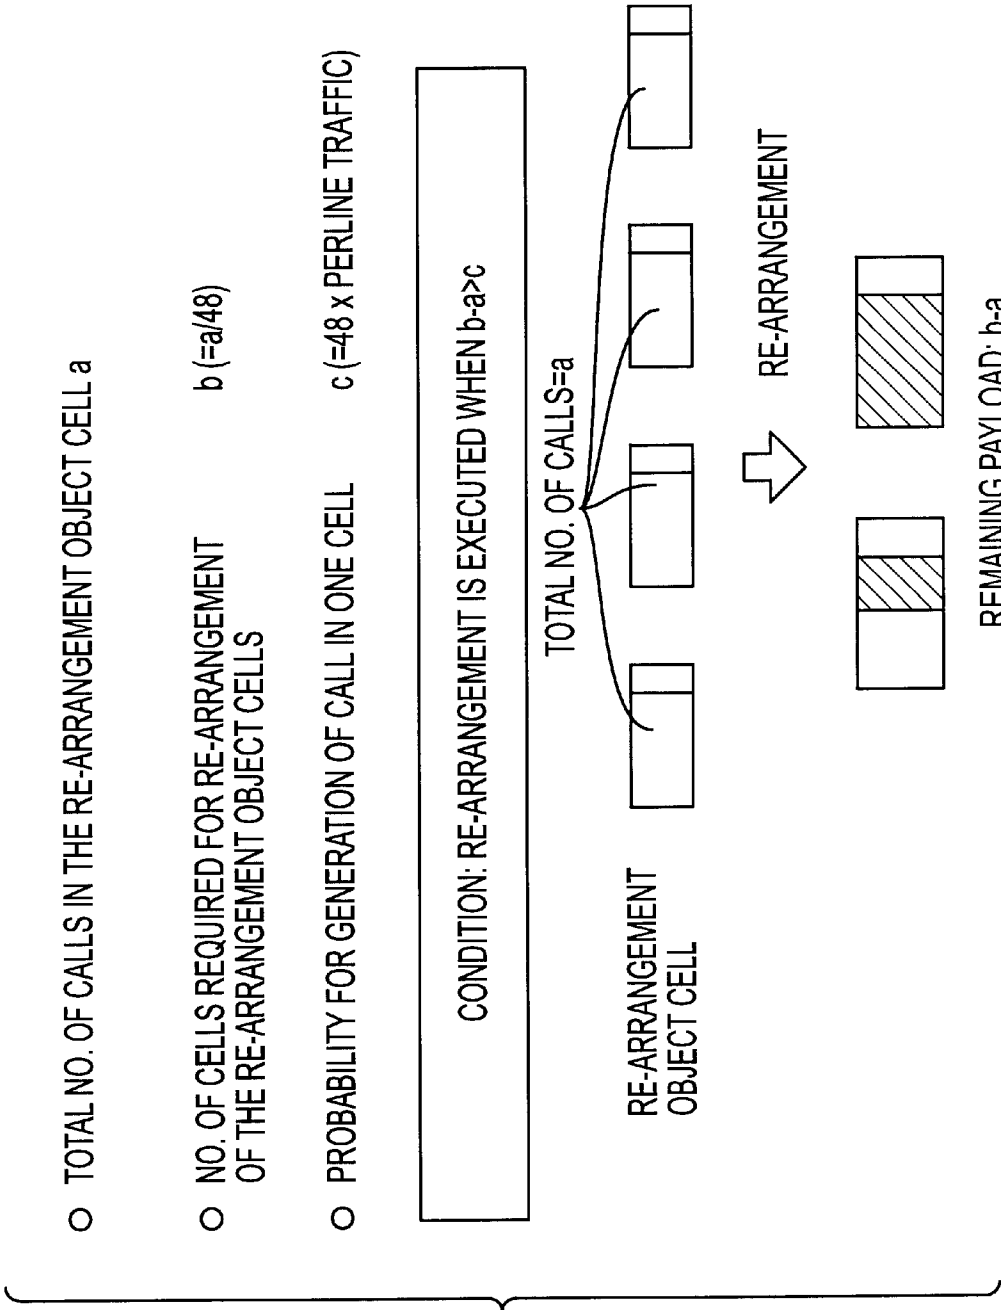 ○ TOTAL NO. OF CALLS IN THE RE-ARRANGEMENT OBJECT CELL a
○ NO. OF CELLS REQUIRED FOR RE-ARRANGEMENT b (=a/48)
OF THE RE-ARRANGEMENT OBJECT CELLS
○ PROBABILITY FOR GENERATION OF CALL IN ONE CELL c (=48 x PERLINE TRAFFIC)
CONDITION: RE-ARRANGEMENT IS EXECUTED WHEN b-a>c
TOTAL NO. OF CALLS=a
RE-ARRANGEMENT
OBJECT CELL
RE-ARRANGEMENT
REMAINING PAYLOAD: b-a